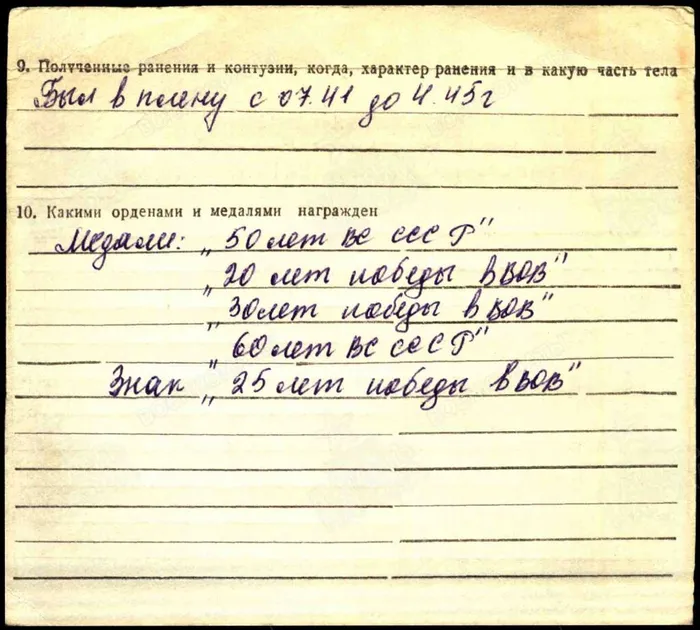 9. Полученные ранения и контузии, когда, характер ранения и в какую часть тела
Был в плену с 07.41 до 4.45г
10. Какими орденами и медалями награжден
Медали: „50 лет ВС СССР"
„20 лет победы в ВОВ"
„30 лет победы в ВОВ"
„60 лет ВС СССР"
Знак „25 лет победы в ВОВ"